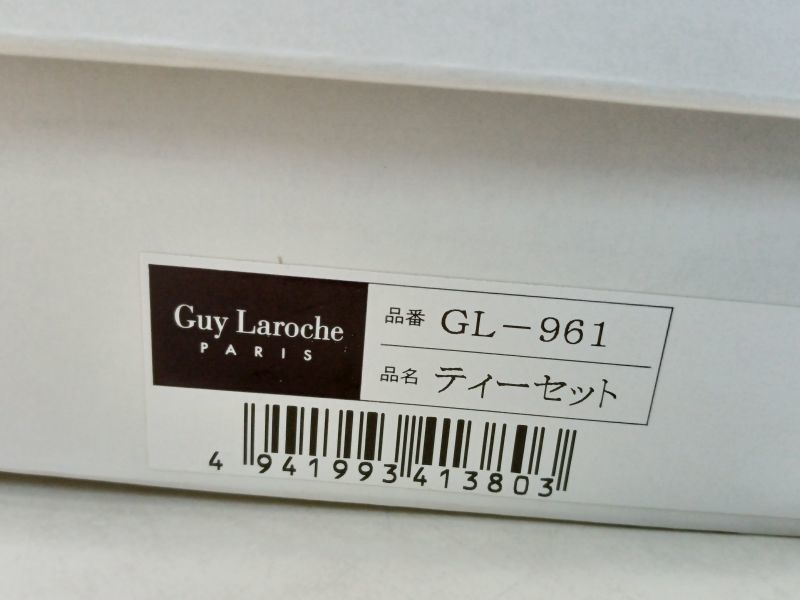 Guy Laroche
PARIS
品番 GL-961
品名 ティーセット
4 941993 413803